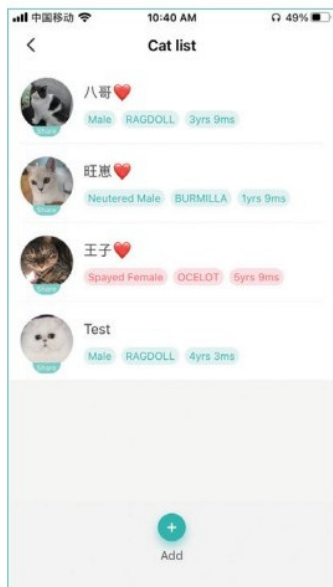 中国移动 10:40 AM 49%
Cat list
八哥❤️
Male RAGDOLL 3yrs 9ms
Share
旺崽❤️
Neutered Male BURMILLA 1yrs 9ms
Share
王子❤️
Spayed Female OCELOT 5yrs 9ms
Share
Test
Male RAGDOLL 4yrs 3ms
Share
Add